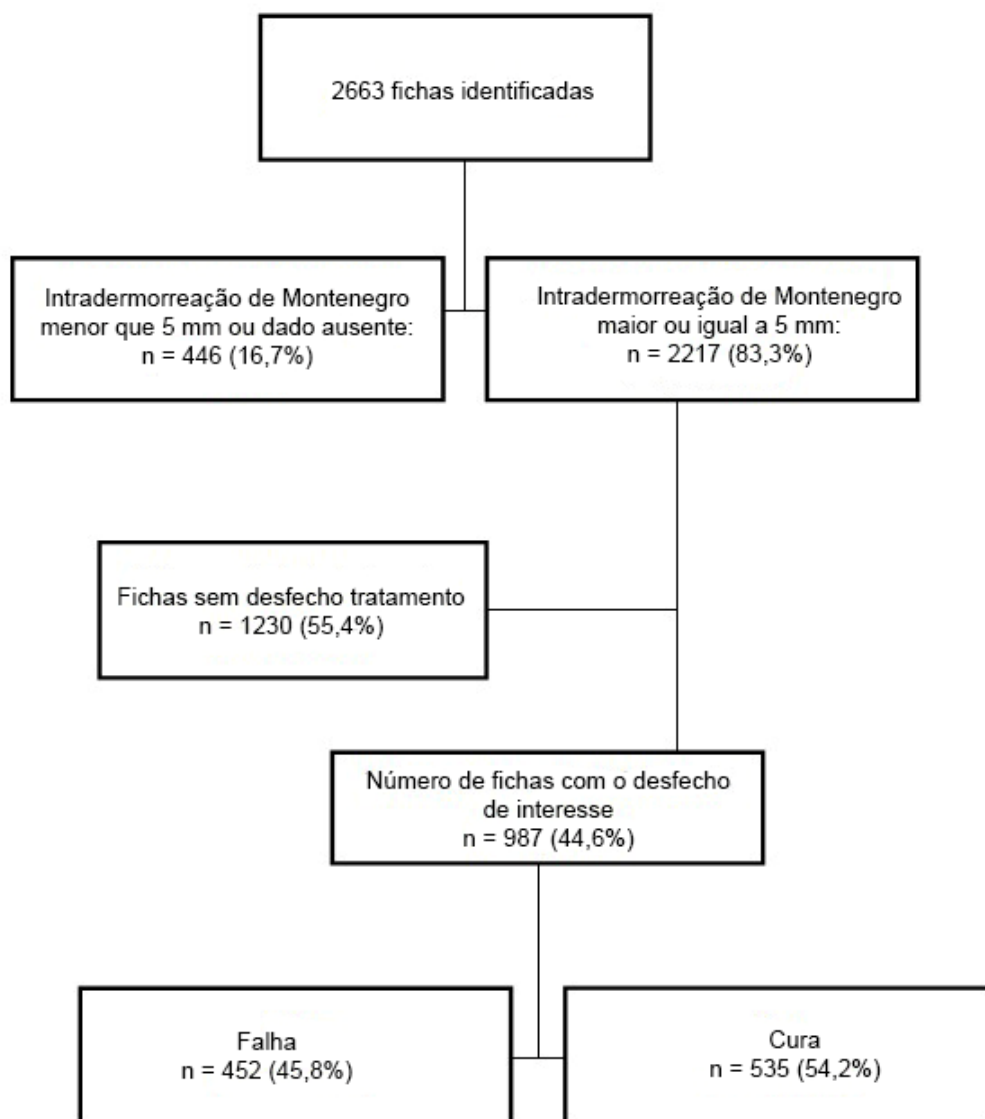 2663 fichas identificadas
Intradermorreação de Montenegro
menor que 5 mm ou dado ausente:
n = 446 (16,7%)
Intradermorreação de Montenegro
maior ou igual a 5 mm:
n = 2217 (83,3%)
Fichas sem desfecho tratamento
n = 1230 (55,4%)
Número de fichas com o desfecho
de interesse
n = 987 (44,6%)
Falha
n = 452 (45,8%)
Cura
n = 535 (54,2%)